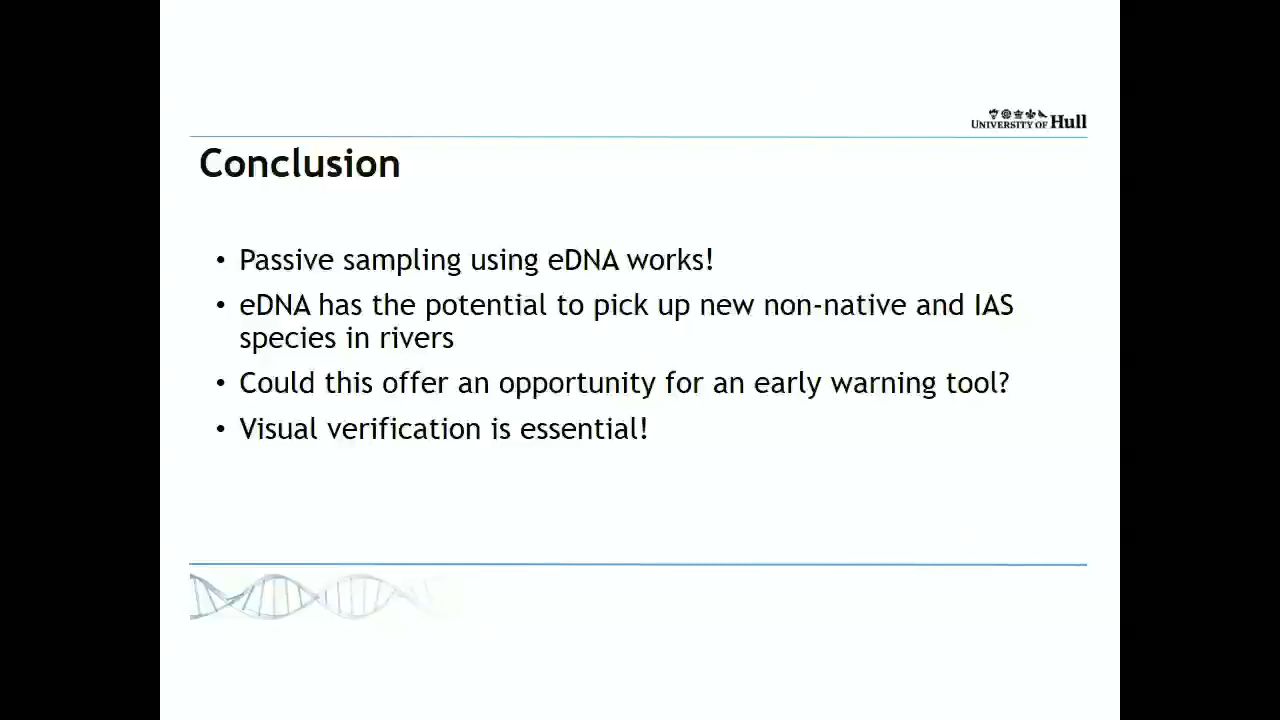 UNIVERSITY OF Hull
Conclusion
• Passive sampling using eDNA works!
• eDNA has the potential to pick up new non-native and IAS
species in rivers
• Could this offer an opportunity for an early warning tool?
• Visual verification is essential!